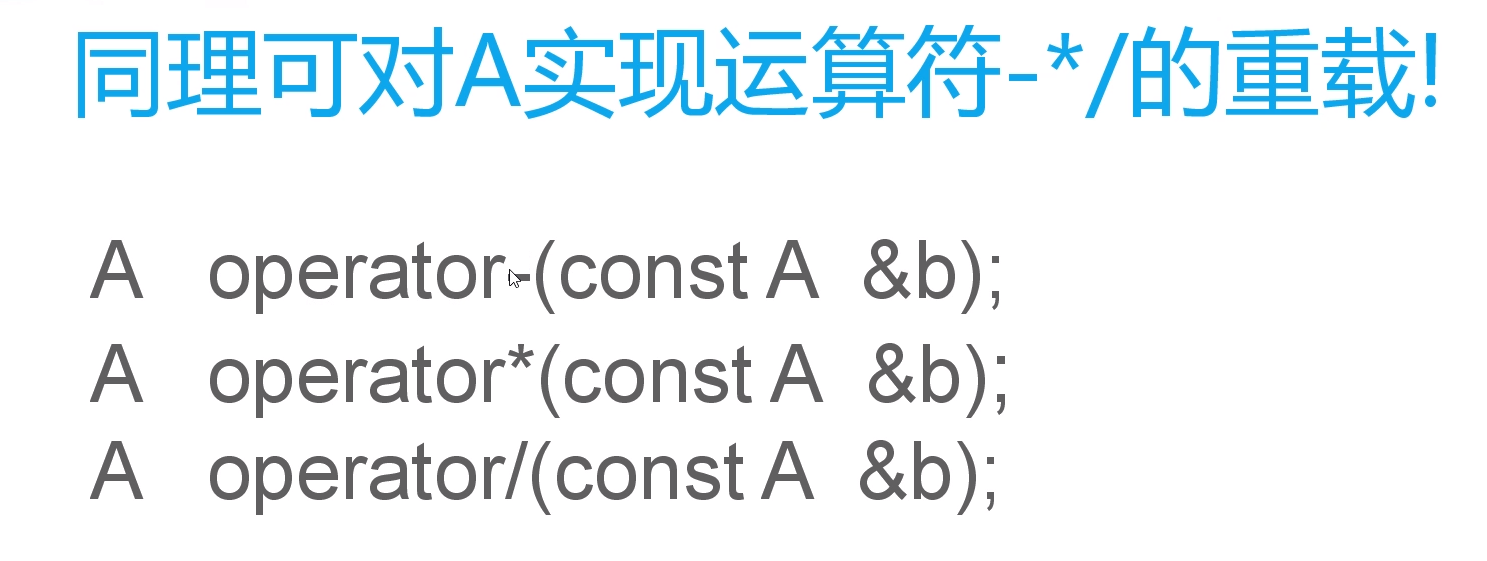 同理可对A实现运算符-*/的重载!
A operator-(const A &b);
A operator*(const A &b);
A operator/(const A &b);